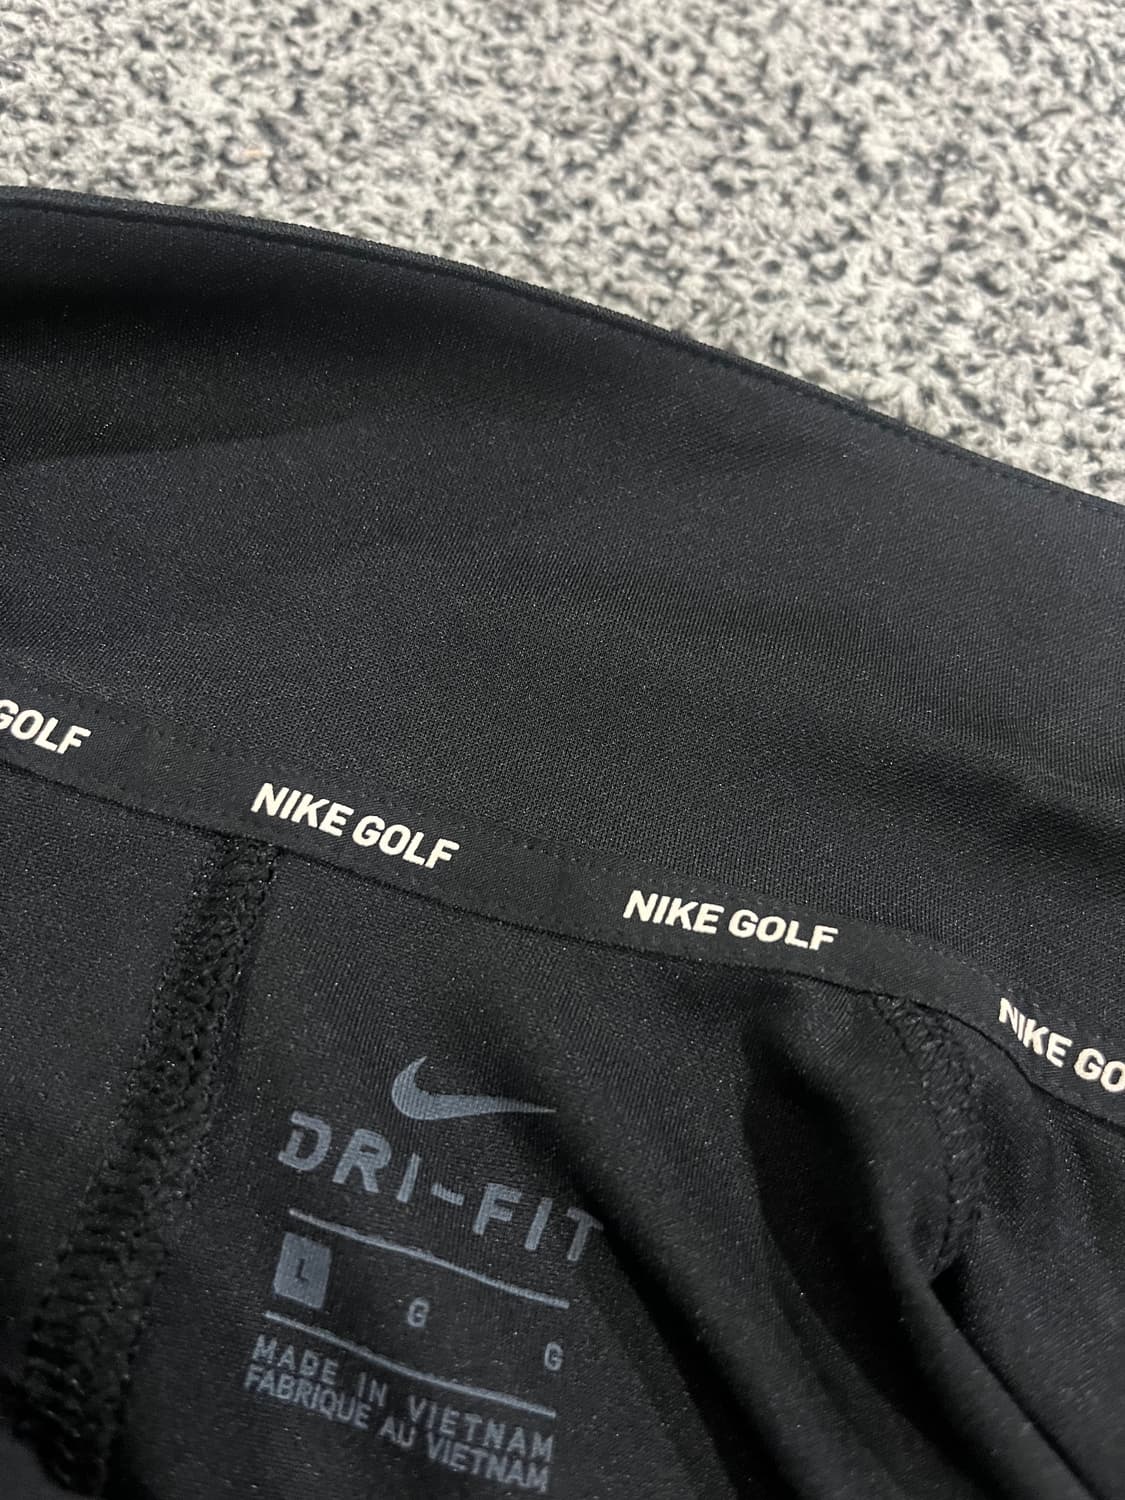 GOLF
NIKE GOLF
NIKE GOLF
NIKE GO
DRI-FIT
L G G
MADE IN VIETNAM
FABRIQUE AU VIETNAM